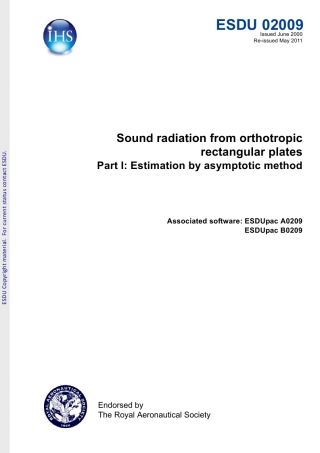 IHS
ESDU 02009
Issued June 2000
Re-issued May 2011
Sound radiation from orthotropic
rectangular plates
Part I: Estimation by asymptotic method
Associated software: ESDUpac A0209
ESDUpac B0209
ESDU Copyright material. For current status contact ESDU.
Endorsed by
The Royal Aeronautical Society